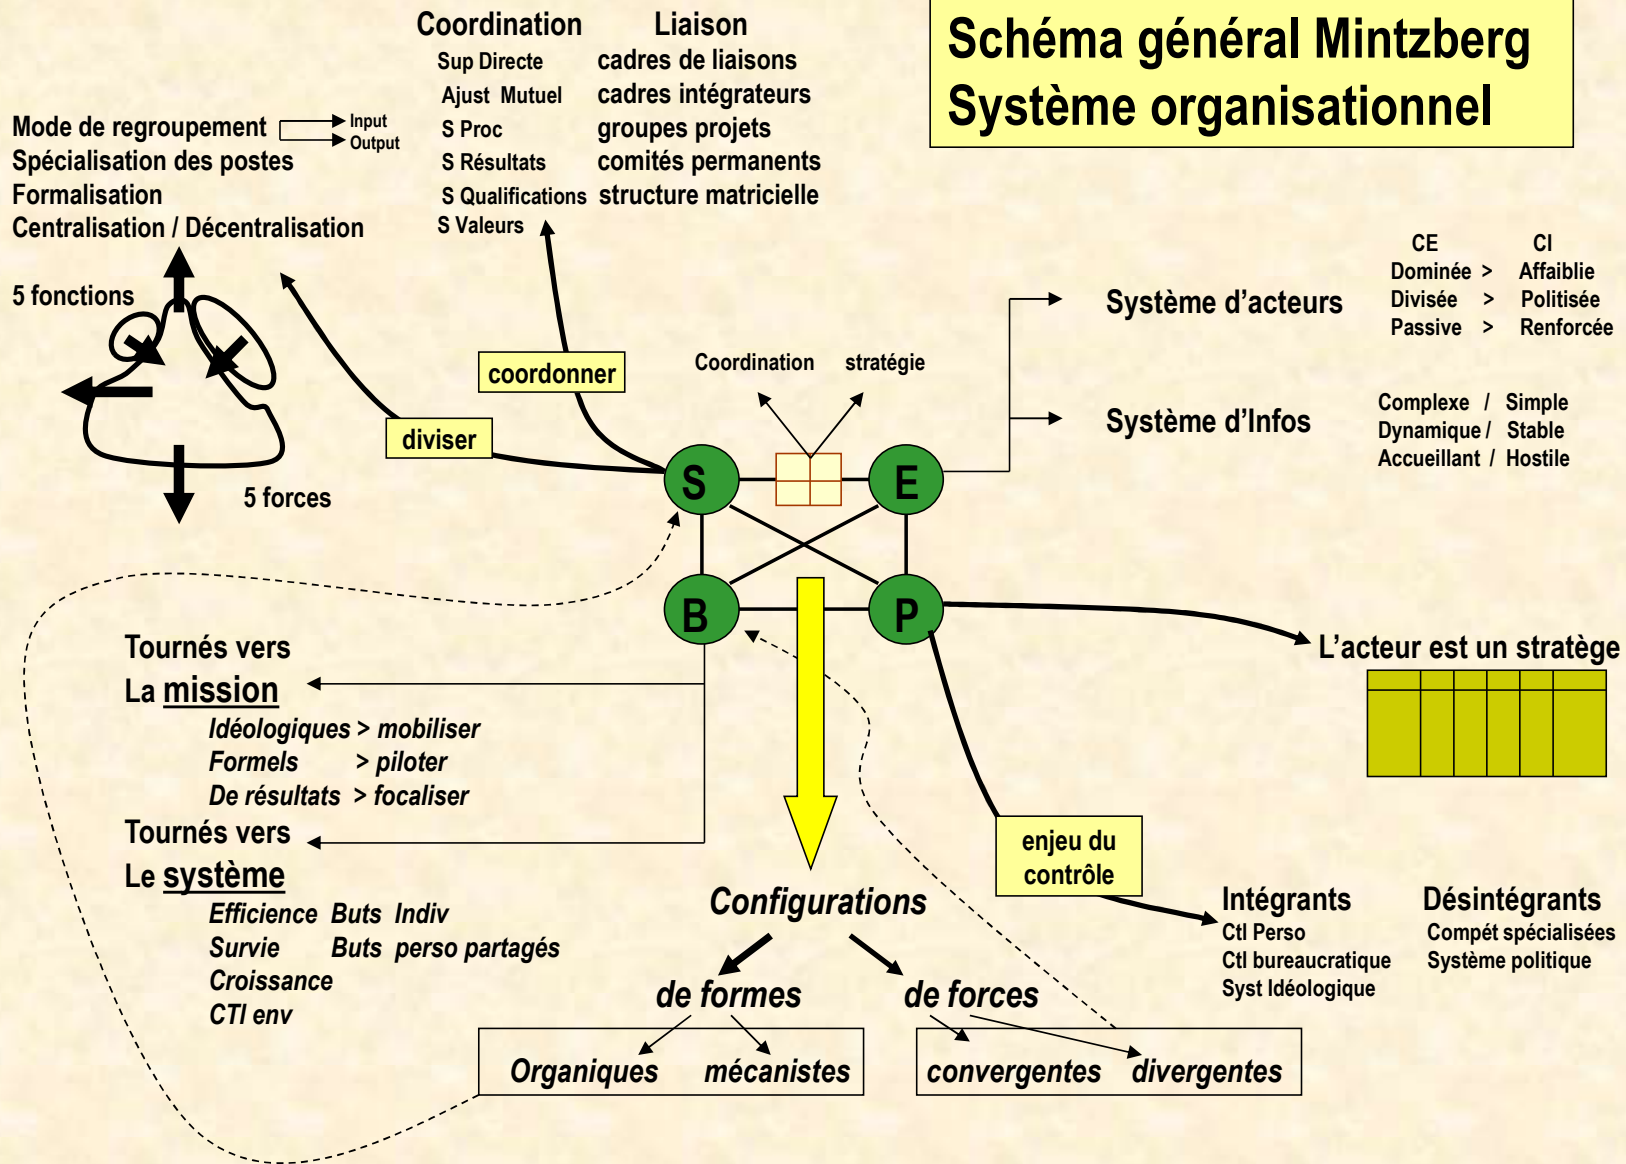 Schéma général Mintzberg
Système organisationnel
Coordination Liaison
Sup Directe cadres de liaisons
Ajust Mutuel cadres intégrateurs
S Proc groupes projets
S Résultats comités permanents
S Qualifications structure matricielle
S Valeurs
Mode de regroupement Input
Output
Spécialisation des postes
Formalisation
Centralisation / Décentralisation
5 fonctions
5 forces
coordonner
diviser
Coordination stratégie
S E
B P
Système d’acteurs
CE CI
Dominée > Affaiblie
Divisée > Politisée
Passive > Renforcée
Système d’Infos
Complexe / Simple
Dynamique / Stable
Accueillant / Hostile
L’acteur est un stratège
Tournés vers
La mission
Idéologiques > mobiliser
Formels > piloter
De résultats > focaliser
Tournés vers
Le système
Efficience Buts Indiv
Survie Buts perso partagés
Croissance
CTI env
enjeu du
contrôle
Intégrants Désintégrants
Ctl Perso Compét spécialisées
Ctl bureaucratique Système politique
Syst Idéologique
Configurations
de formes de forces
Organiques mécanistes convergentes divergentes